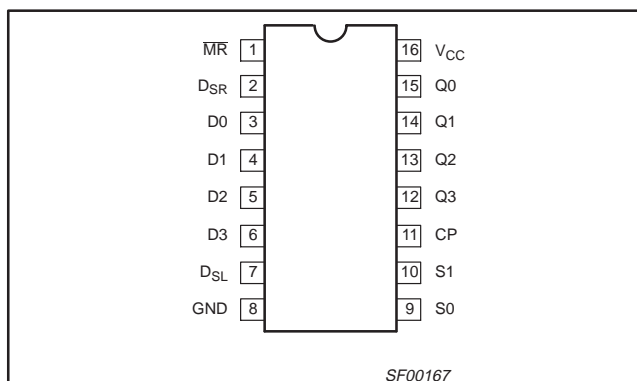 M̅R̅ 1 16 VCC
DSR 2 15 Q0
D0 3 14 Q1
D1 4 13 Q2
D2 5 12 Q3
D3 6 11 CP
DSL 7 10 S1
GND 8 9 S0
SF00167